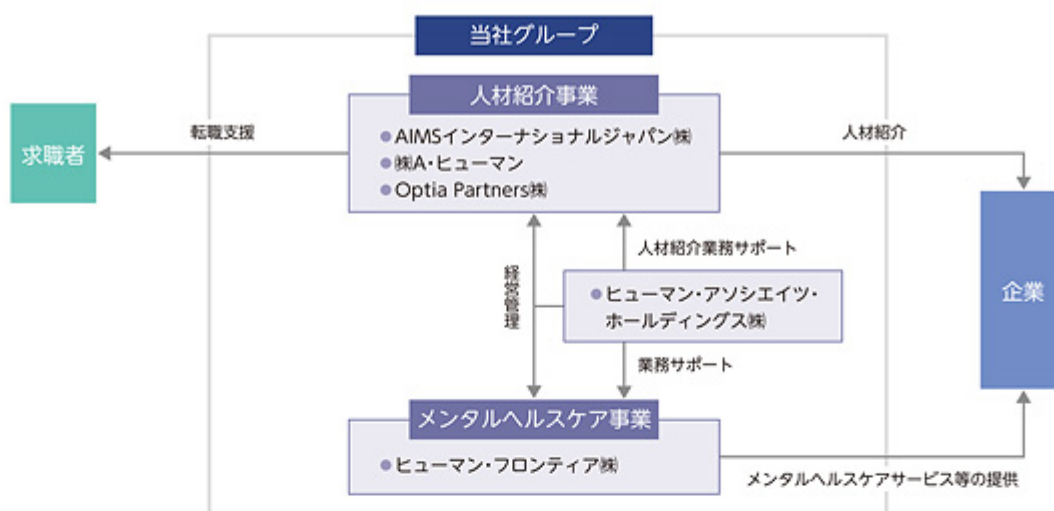 当社グループ
人材紹介事業
●AIMSインターナショナルジャパン㈱
●㈱A・ヒューマン
●Optia Partners㈱
求職者
転職支援
人材紹介
企業
経営管理
人材紹介業務サポート
●ヒューマン・アソシエイツ・
ホールディングス㈱
業務サポート
メンタルヘルスケア事業
●ヒューマン・フロンティア㈱
メンタルヘルスケアサービス等の提供